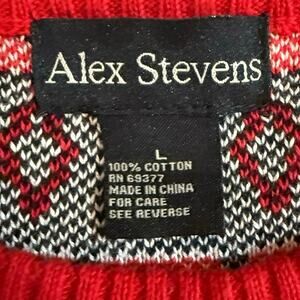 Alex Stevens
L
100% COTTON
RN 69377
MADE IN CHINA
FOR CARE
SEE REVERSE